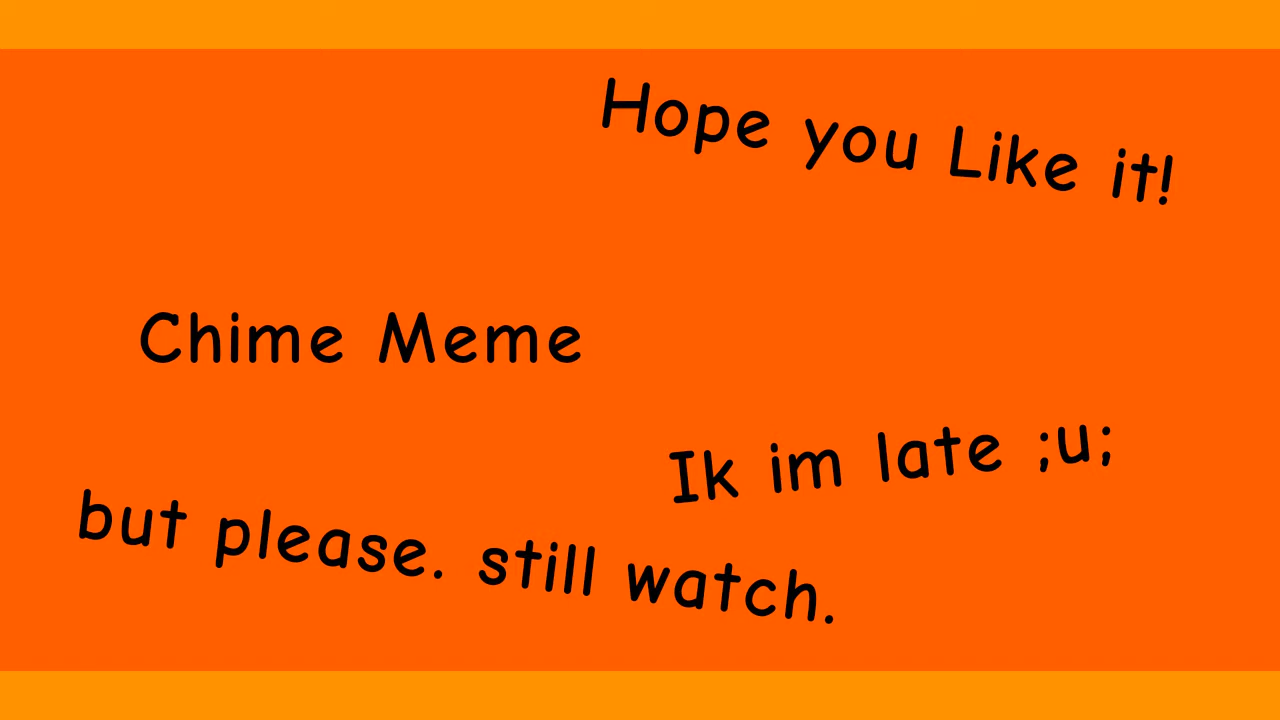 Hope you Like it!
Chime Meme
Ik im late ;u;
but please. still watch.